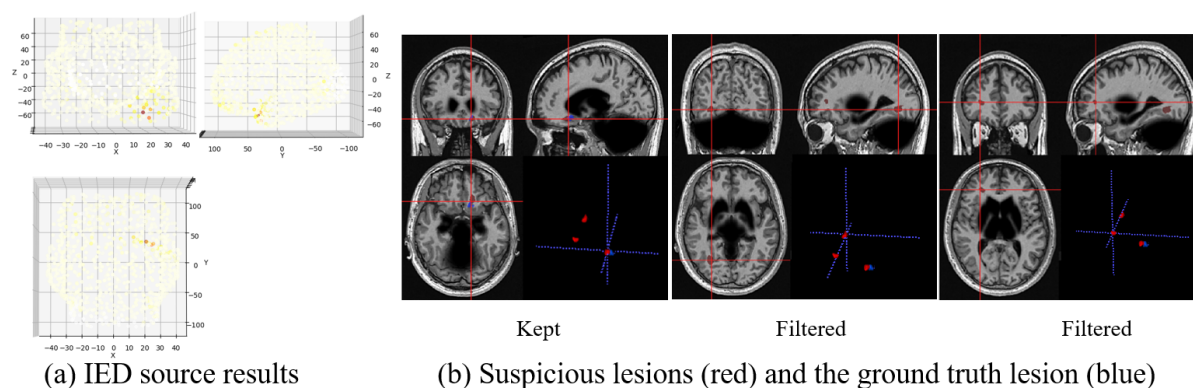 60
40
20
0
-20
-40
-60
Z
-40 -30 -20 -10 0 10 20 30 40
X
60
40
20
0
-20
-40
-60
Z
100 50 0 -50 -100
Y
100
50
0
-50
-100
Y
-40 -30 -20 -10 0 10 20 30 40
X
Kept
Filtered
Filtered
(a) IED source results
(b) Suspicious lesions (red) and the ground truth lesion (blue)